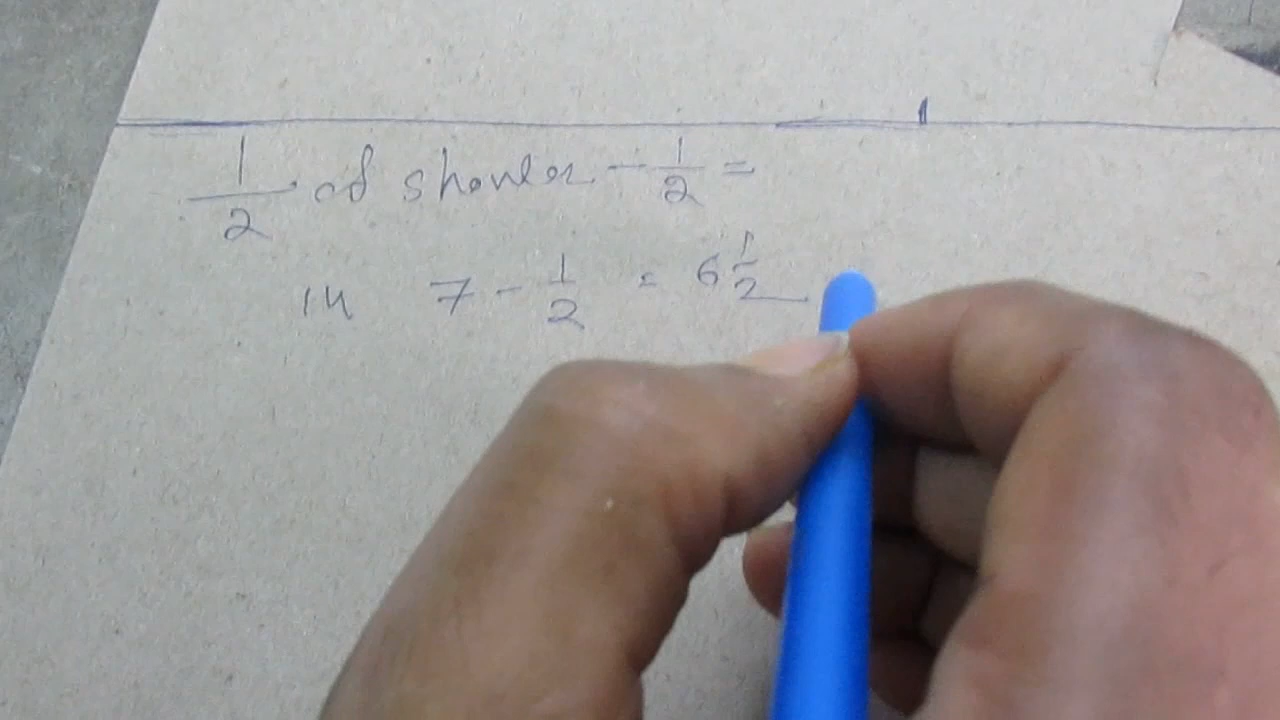 1/2 of shouler - 1/2 =
14 7 - 1/2 = 6 1/2